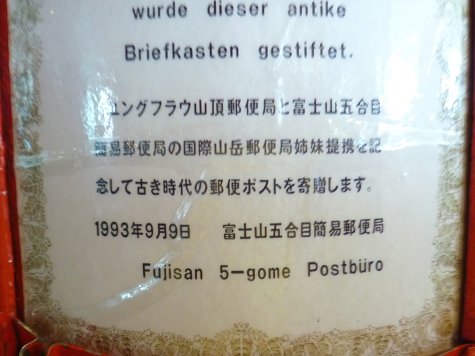 wurde dieser antike
Briefkasten gestiftet.
ユングフラウ山頂郵便局と富士山五合目
簡易郵便局の国際山岳郵便局姉妹提携を記
念して古き時代の郵便ポストを寄贈します。
1993年9月9日 富士山五合目簡易郵便局
Fujisan 5-gome Postbüro